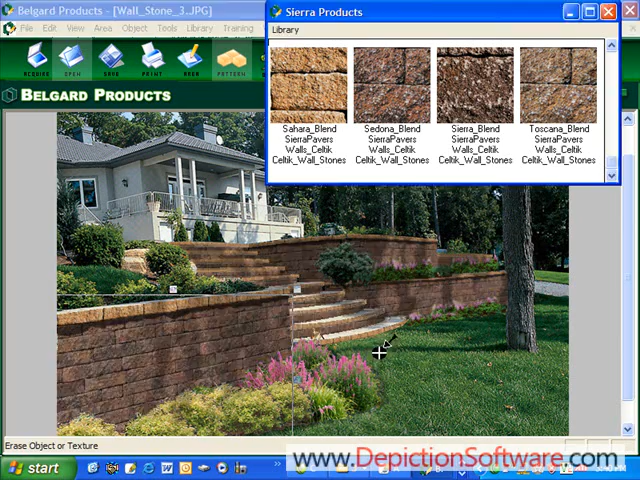 Belgard Products - [Wall_Stone_3.JPG]
Sierra Products
File Edit View Area Object Tools Library Training
Library
ACQUIRE OPEN SAVE PRINT AREA PATTERN
BELGARD PRODUCTS
Sahara_Blend
SierraPavers
Walls_Celtik
Celtik_Wall_Stones
Sedona_Blend
SierraPavers
Walls_Celtik
Celtik_Wall_Stones
Sierra_Blend
SierraPavers
Walls_Celtik
Celtik_Wall_Stones
Toscana_Blend
SierraPavers
Walls_Celtik
Celtik_Wall_Stones
Erase Object or Texture
www.DepictionSoftware.com
start